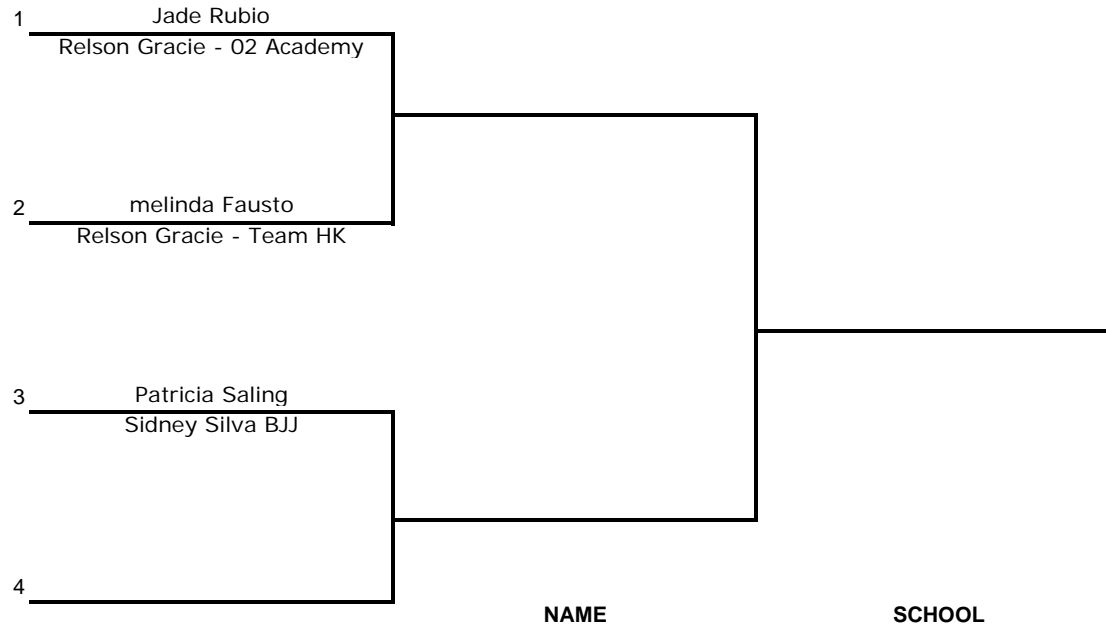 1
Jade Rubio
Relson Gracie - 02 Academy
2
melinda Fausto
Relson Gracie - Team HK
3
Patricia Saling
Sidney Silva BJJ
4
NAME SCHOOL